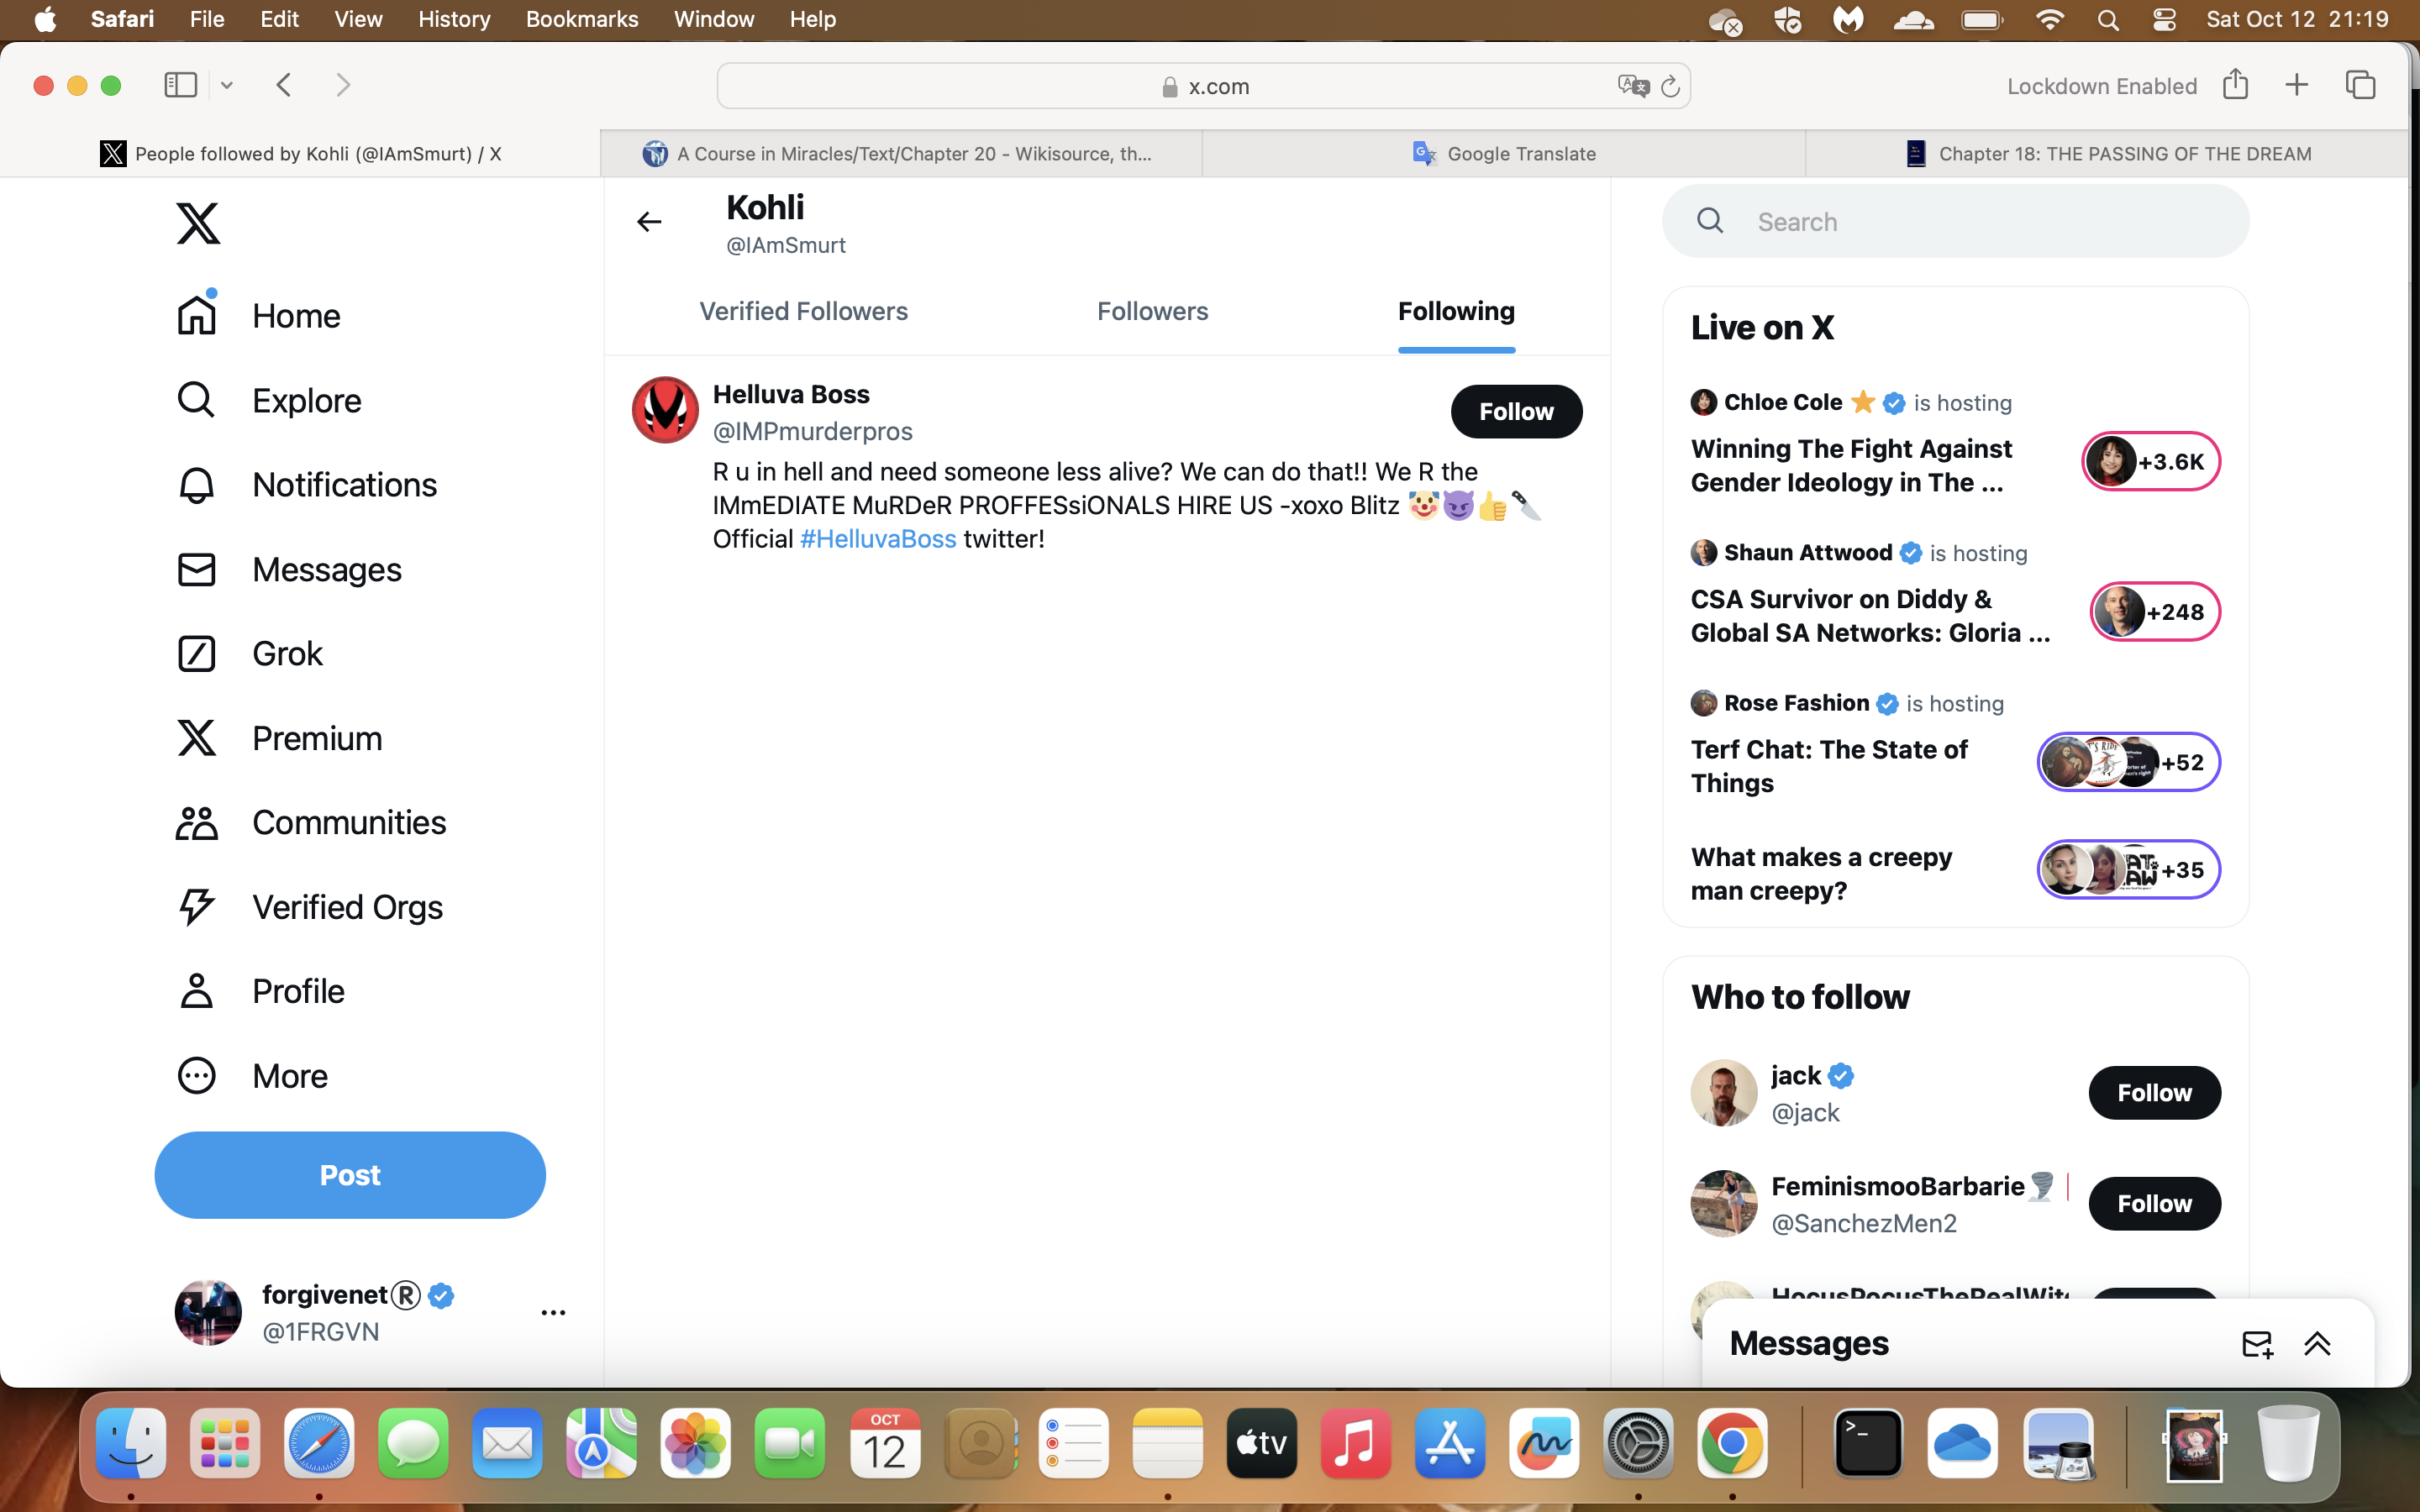 Safari File Edit View History Bookmarks Window Help
Sat Oct 12 21:19
x.com
Lockdown Enabled
People followed by Kohli (@IAmSmurt) / X
A Course in Miracles/Text/Chapter 20 - Wikisource, th...
Google Translate
Chapter 18: THE PASSING OF THE DREAM
Home
Explore
Notifications
Messages
Grok
Premium
Communities
Verified Orgs
Profile
More
Post
forgivenet®
@1FRGVN
Kohli
@IAmSmurt
Verified Followers
Followers
Following
Helluva Boss
@IMPmurderpros
Follow
R u in hell and need someone less alive? We can do that!! We R the
IMmEDIATE MuRDeR PROFFESsiONALS HIRE US -xoxo Blitz 🤡😈👍🔪
Official #HelluvaBoss twitter!
Search
Live on X
Chloe Cole ⭐ is hosting
Winning The Fight Against
Gender Ideology in The ...
+3.6K
Shaun Attwood is hosting
CSA Survivor on Diddy &
Global SA Networks: Gloria ...
+248
Rose Fashion is hosting
Terf Chat: The State of
Things
+52
What makes a creepy
man creepy?
+35
Who to follow
jack
@jack
Follow
FeminismooBarbarie🌪
@SanchezMen2
Follow
HocusPocusTheRealWit
Messages
OCT
12
tv